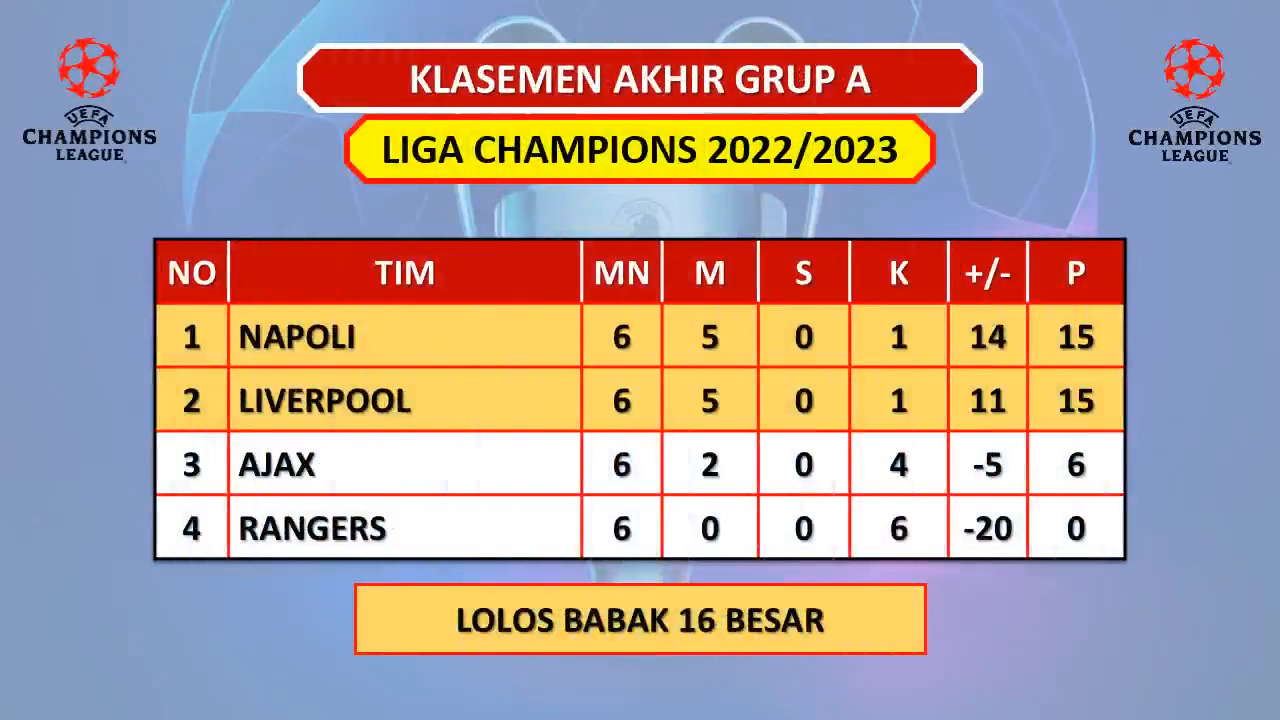 UEFA
CHAMPIONS
LEAGUE
KLASEMEN AKHIR GRUP A
LIGA CHAMPIONS 2022/2023
UEFA
CHAMPIONS
LEAGUE
NO TIM MN M S K +/- P
1 NAPOLI 6 5 0 1 14 15
2 LIVERPOOL 6 5 0 1 11 15
3 AJAX 6 2 0 4 -5 6
4 RANGERS 6 0 0 6 -20 0
LOLOS BABAK 16 BESAR